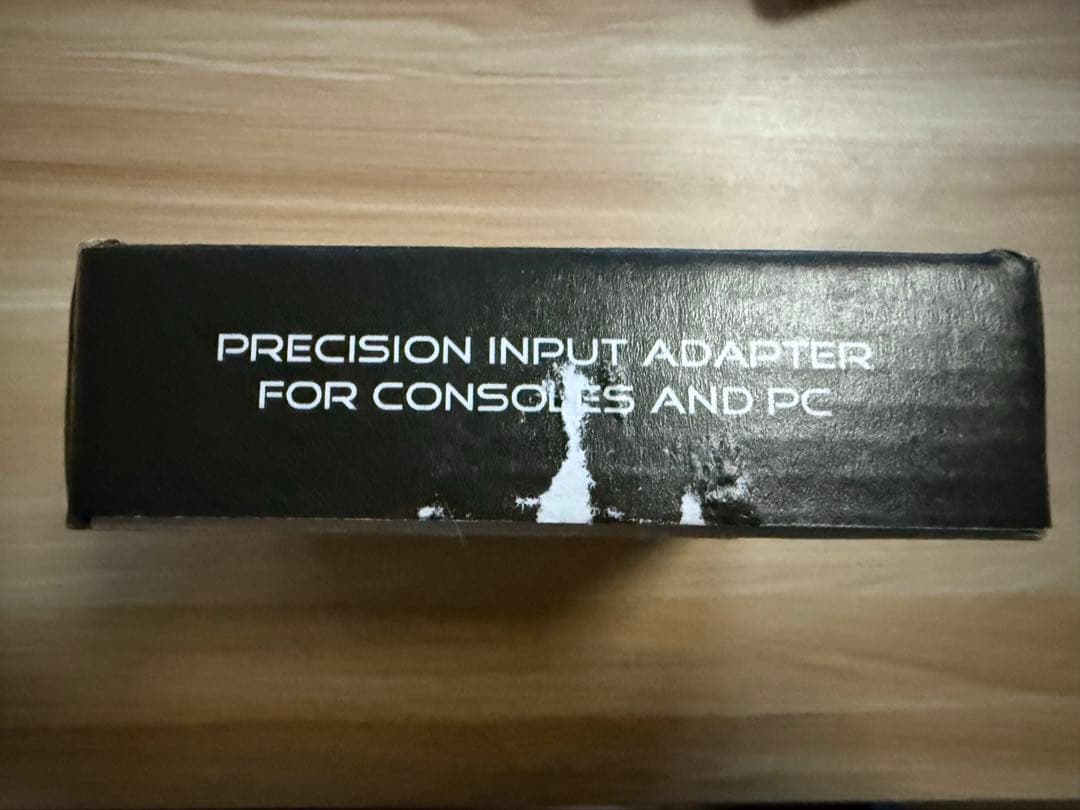 PRECISION INPUT ADAPTER
FOR CONSOLES AND PC